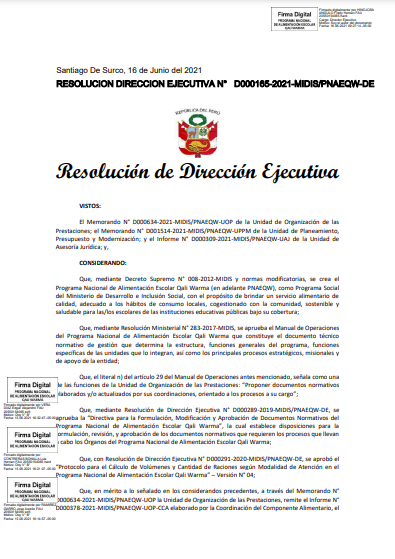 Firma Digital
PROGRAMA NACIONAL
DE ALIMENTACIÓN ESCOLAR
QALI WARMA
Firmado digitalmente por HINOJOSA
Cargo: Director Ejecutivo
Motivo: Soy el autor del documento
Santiago De Surco, 16 de Junio del 2021
RESOLUCION DIRECCION EJECUTIVA N° D000165-2021-MIDIS/PNAEQW-DE
REPÚBLICA DEL PERÚ
Resolución de Dirección Ejecutiva
VISTOS:
El Memorando N° D000634-2021-MIDIS/PNAEQW-UOP de la Unidad de Organización de las
Prestaciones; el Memorando N° D001514-2021-MIDIS/PNAEQW-UPPM de la Unidad de Planeamiento,
Presupuesto y Modernización; y el Informe N° D000309-2021-MIDIS/PNAEQW-UAJ de la Unidad de
Asesoría Jurídica; y,
CONSIDERANDO:
Que, mediante Decreto Supremo N° 008-2012-MIDIS y normas modificatorias, se crea el
Programa Nacional de Alimentación Escolar Qali Warma (en adelante PNAEQW), como Programa Social
del Ministerio de Desarrollo e Inclusión Social, con el propósito de brindar un servicio alimentario de
calidad, adecuado a los hábitos de consumo locales, cogestionado con la comunidad, sostenible y
saludable para las/los escolares de las instituciones educativas públicas bajo su cobertura;
Que, mediante Resolución Ministerial N° 283-2017-MIDIS, se aprueba el Manual de Operaciones
del Programa Nacional de Alimentación Escolar Qali Warma que constituye el documento técnico
normativo de gestión que determina la estructura, funciones generales del programa, funciones
específicas de las unidades que lo integran, así como los principales procesos estratégicos, misionales y
de apoyo de la entidad;
Que, el literal n) del artículo 29 del Manual de Operaciones antes mencionado, señala como una
de las funciones de la Unidad de Organización de las Prestaciones: "Proponer documentos normativos
elaborados y/o actualizados por sus coordinaciones, orientado a los procesos a su cargo";
Firma Digital
PROGRAMA NACIONAL
DE ALIMENTACIÓN ESCOLAR
QALI WARMA
Que, mediante Resolución de Dirección Ejecutiva N° D000289-2019-MIDIS/PNAEQW-DE, se
aprueba la "Directiva para la Formulación, Modificación y Aprobación de Documentos Normativos del
Programa Nacional de Alimentación Escolar Qali Warma", la cual establece disposiciones para la
formulación, revisión, y aprobación de los documentos normativos que requieren los procesos que llevan
a cabo los Órganos del Programa Nacional de Alimentación Escolar Qali Warma;
Firma Digital
PROGRAMA NACIONAL
DE ALIMENTACIÓN ESCOLAR
QALI WARMA
Que, con Resolución de Dirección Ejecutiva N° D000291-2020-MIDIS/PNAEQW-DE, se aprobó el
"Protocolo para el Cálculo de Volúmenes y Cantidad de Raciones según Modalidad de Atención en el
Programa Nacional de Alimentación Escolar Qali Warma" – Versión N° 04;
Firma Digital
PROGRAMA NACIONAL
DE ALIMENTACIÓN ESCOLAR
QALI WARMA
Que, en mérito a lo señalado en los considerandos precedentes, a través del Memorando N°
D000634-2021-MIDIS/PNAEQW-UOP la Unidad de Organización de las Prestaciones, remite el Informe N°
D000378-2021-MIDIS/PNAEQW-UOP-CCA elaborado por la Coordinación del Componente Alimentario, el